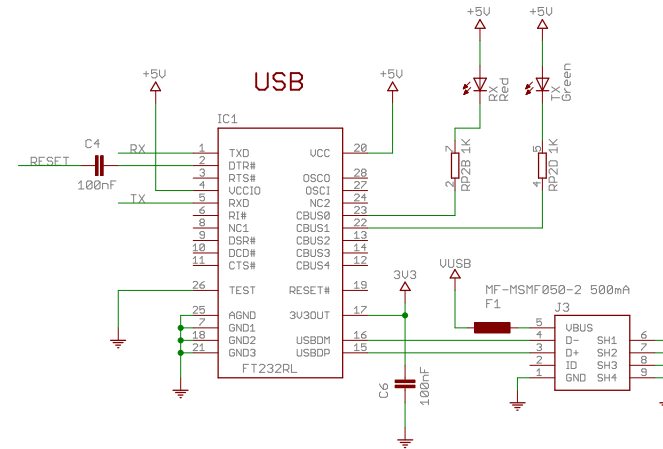 +5V +5V
USB
+5V +5V
RX Red
TX Green
IC1
C4
100nF
RESET
RX
TX
1 TXD VCC 20
2 DTR#
3 RTS# OSCO 28
4 VCCIO OSCI 27
5 RXD NC2 24
6 RI# CBUS0 23
8 NC1 CBUS1 22
9 DSR# CBUS2 13
10 DCD# CBUS3 14
11 CTS# CBUS4 12
26 TEST RESET# 19
25 AGND 3V3OUT 17
7 GND1
18 GND2 USBDM 16
21 GND3 USBDP 15
FT232RL
7 RP2B 1K 2
5 RP2D 1K 4
3V3
C6 100nF
VUSB
MF-MSMF050-2 500mA
F1
J3
5 VBUS
4 D- SH1 6
3 D+ SH2 7
2 ID SH3 8
1 GND SH4 9